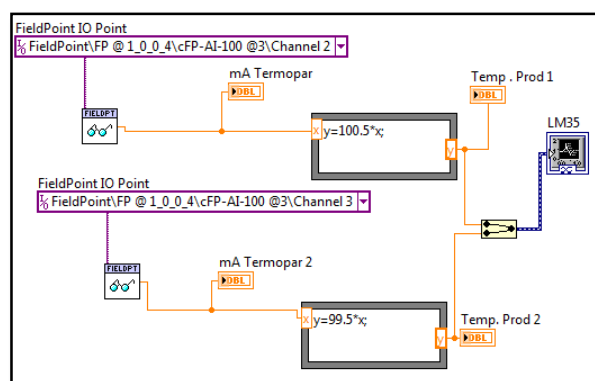 FieldPoint IO Point
I/O FieldPoint\FP @ 1_0_0_4\cFP-AI-100 @3\Channel 2
mA Termopar
DBL
Temp . Prod 1
DBL
FIELDPT
x y=100.5*x;
y
LM35
FieldPoint IO Point
I/O FieldPoint\FP @ 1_0_0_4\cFP-AI-100 @3\Channel 3
mA Termopar 2
DBL
FIELDPT
x y=99.5*x;
y
Temp. Prod 2
DBL